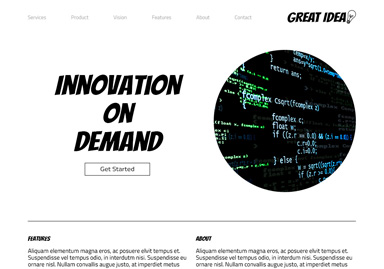 Services Product Vision Features About Contact GREAT IDEA
INNOVATION
ON
DEMAND
Get Started
return ans;
fcomplex Csqrt(fcomplex z)
fcomplex c;
float w;
if ((z.r == 0.0) && (z.i ==
c.r=0.0;
c.i=0.0;
} else {
if (z.r >=
FEATURES
Aliquam elementum magna eros, ac posuere elvit tempus et.
Suspendisse vel tempus odio, in interdutm nisi. Suspendisse eu
ornare nisl. Nullam convallis augue justo, at imperdiet metus
ABOUT
Aliquam elementum magna eros, ac posuere elvit tempus et.
Suspendisse vel tempus odio, in interdutm nisi. Suspendisse eu
ornare nisl. Nullam convallis augue justo, at imperdiet metus